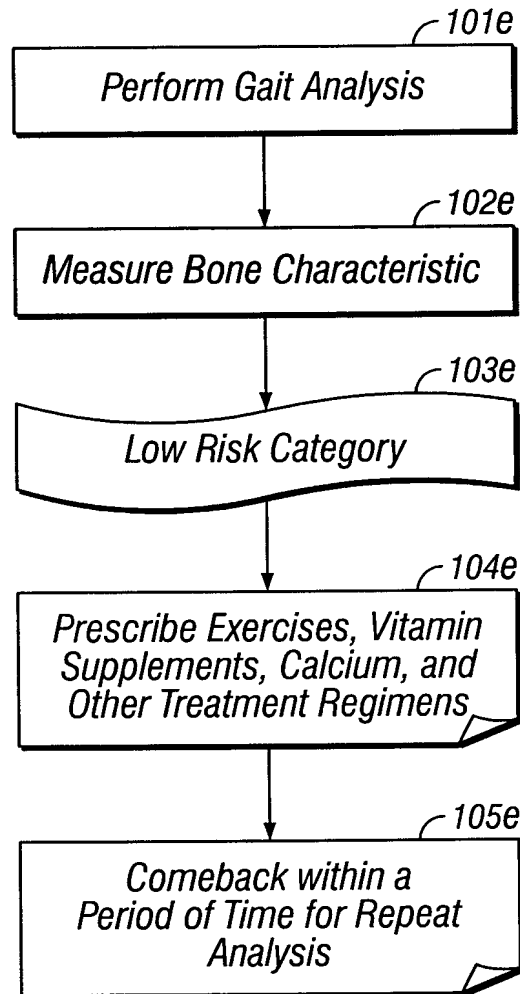 101e
Perform Gait Analysis
102e
Measure Bone Characteristic
103e
Low Risk Category
104e
Prescribe Exercises, Vitamin
Supplements, Calcium, and
Other Treatment Regimens
105e
Comeback within a
Period of Time for Repeat
Analysis